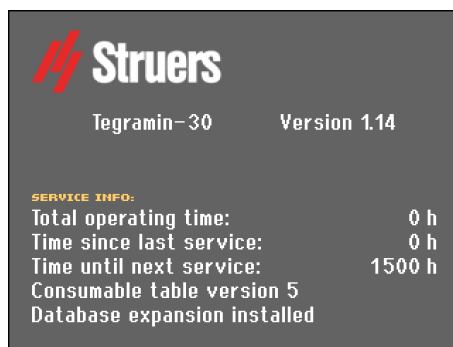 Struers
Tegramin-30 Version 1.14
SERVICE INFO:
Total operating time: 0 h
Time since last service: 0 h
Time until next service: 1500 h
Consumable table version 5
Database expansion installed